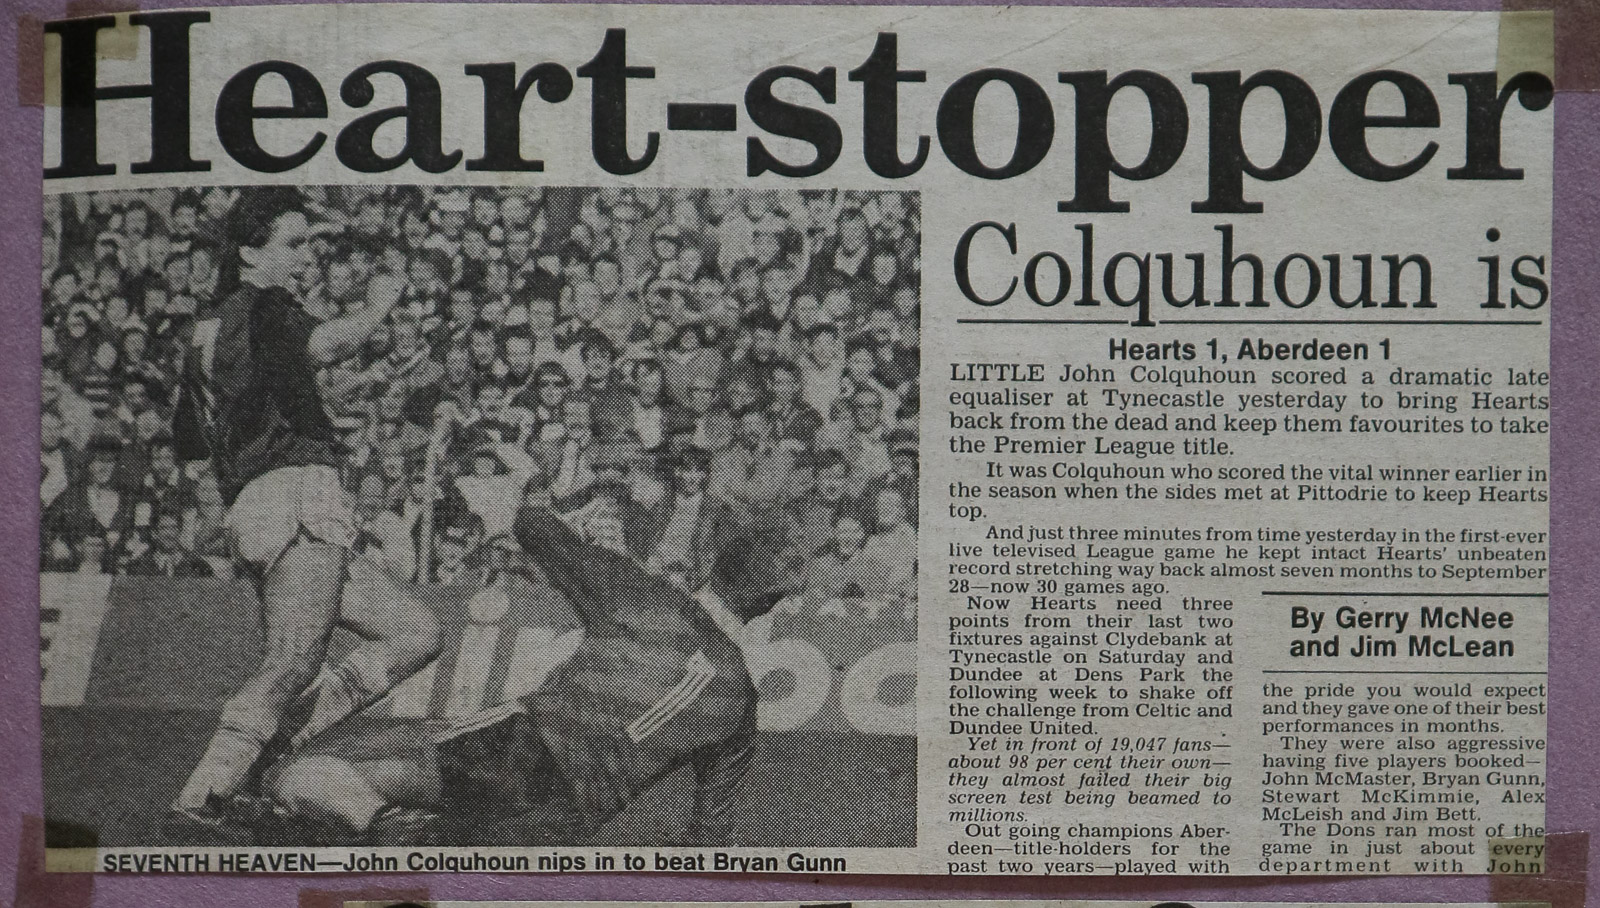 Heart-stopper
Colquhoun is
Hearts 1, Aberdeen 1
LITTLE John Colquhoun scored a dramatic late
equaliser at Tynecastle yesterday to bring Hearts
back from the dead and keep them favourites to take
the Premier League title.
It was Colquhoun who scored the vital winner earlier in
the season when the sides met at Pittodrie to keep Hearts
top.
And just three minutes from time yesterday in the first-ever
live televised League game he kept intact Hearts' unbeaten
record stretching way back almost seven months to September
28—now 30 games ago.
Now Hearts need three
points from their last two
fixtures against Clydebank at
Tynecastle on Saturday and
Dundee at Dens Park the
following week to shake off
the challenge from Celtic and
Dundee United.
Yet in front of 19,047 fans—
about 98 per cent their own—
they almost failed their big
screen test being beamed to
millions.
Out going champions Aber-
deen—title-holders for the
past two years—played with
By Gerry McNee
and Jim McLean
the pride you would expect
and they gave one of their best
performances in months.
They were also aggressive
having five players booked—
John McMaster, Bryan Gunn,
Stewart McKimmie, Alex
McLeish and Jim Bett.
The Dons ran most of the
game in just about every
department with John
SEVENTH HEAVEN—John Colquhoun nips in to beat Bryan Gunn